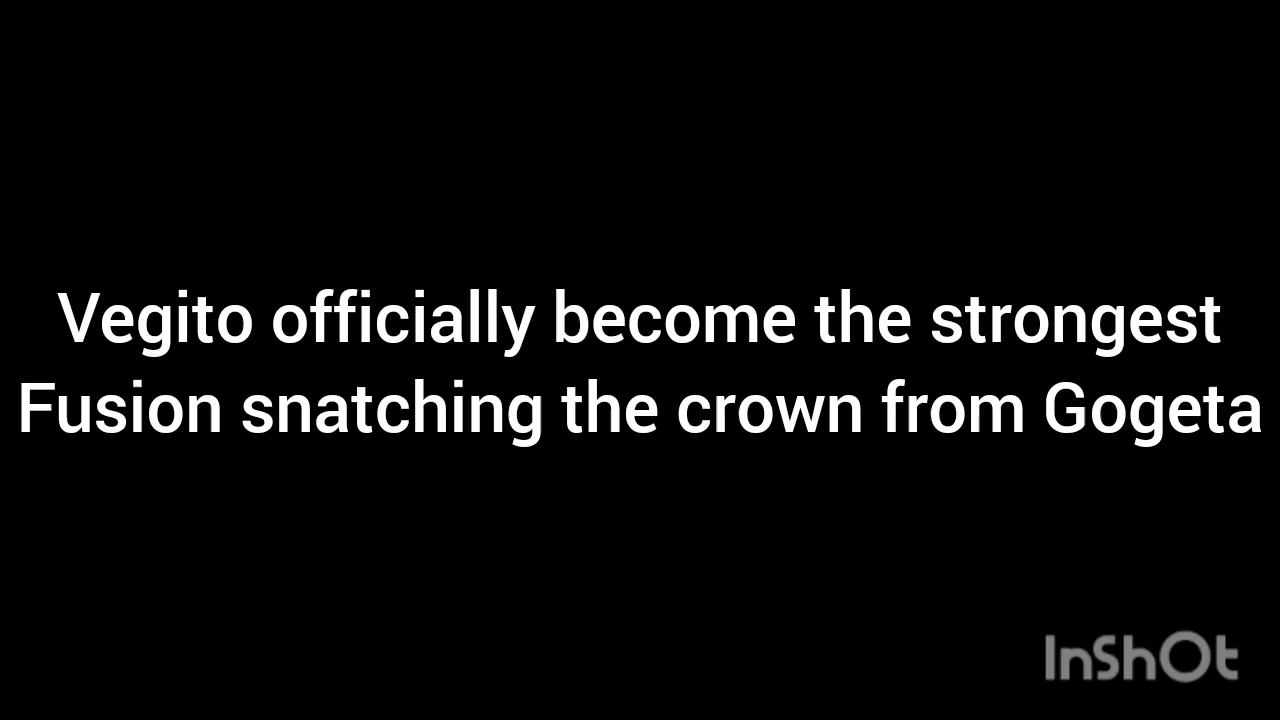 Vegito officially become the strongest
Fusion snatching the crown from Gogeta
InShOt